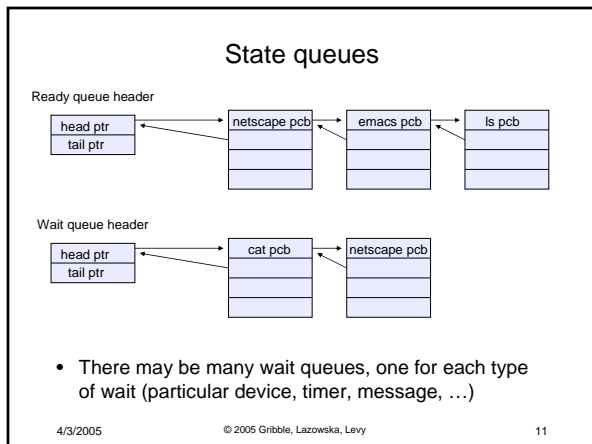 State queues
Ready queue header
head ptr
tail ptr
netscape pcb
emacs pcb
ls pcb
Wait queue header
head ptr
tail ptr
cat pcb
netscape pcb
• There may be many wait queues, one for each type
of wait (particular device, timer, message, …)
4/3/2005
© 2005 Gribble, Lazowska, Levy
11